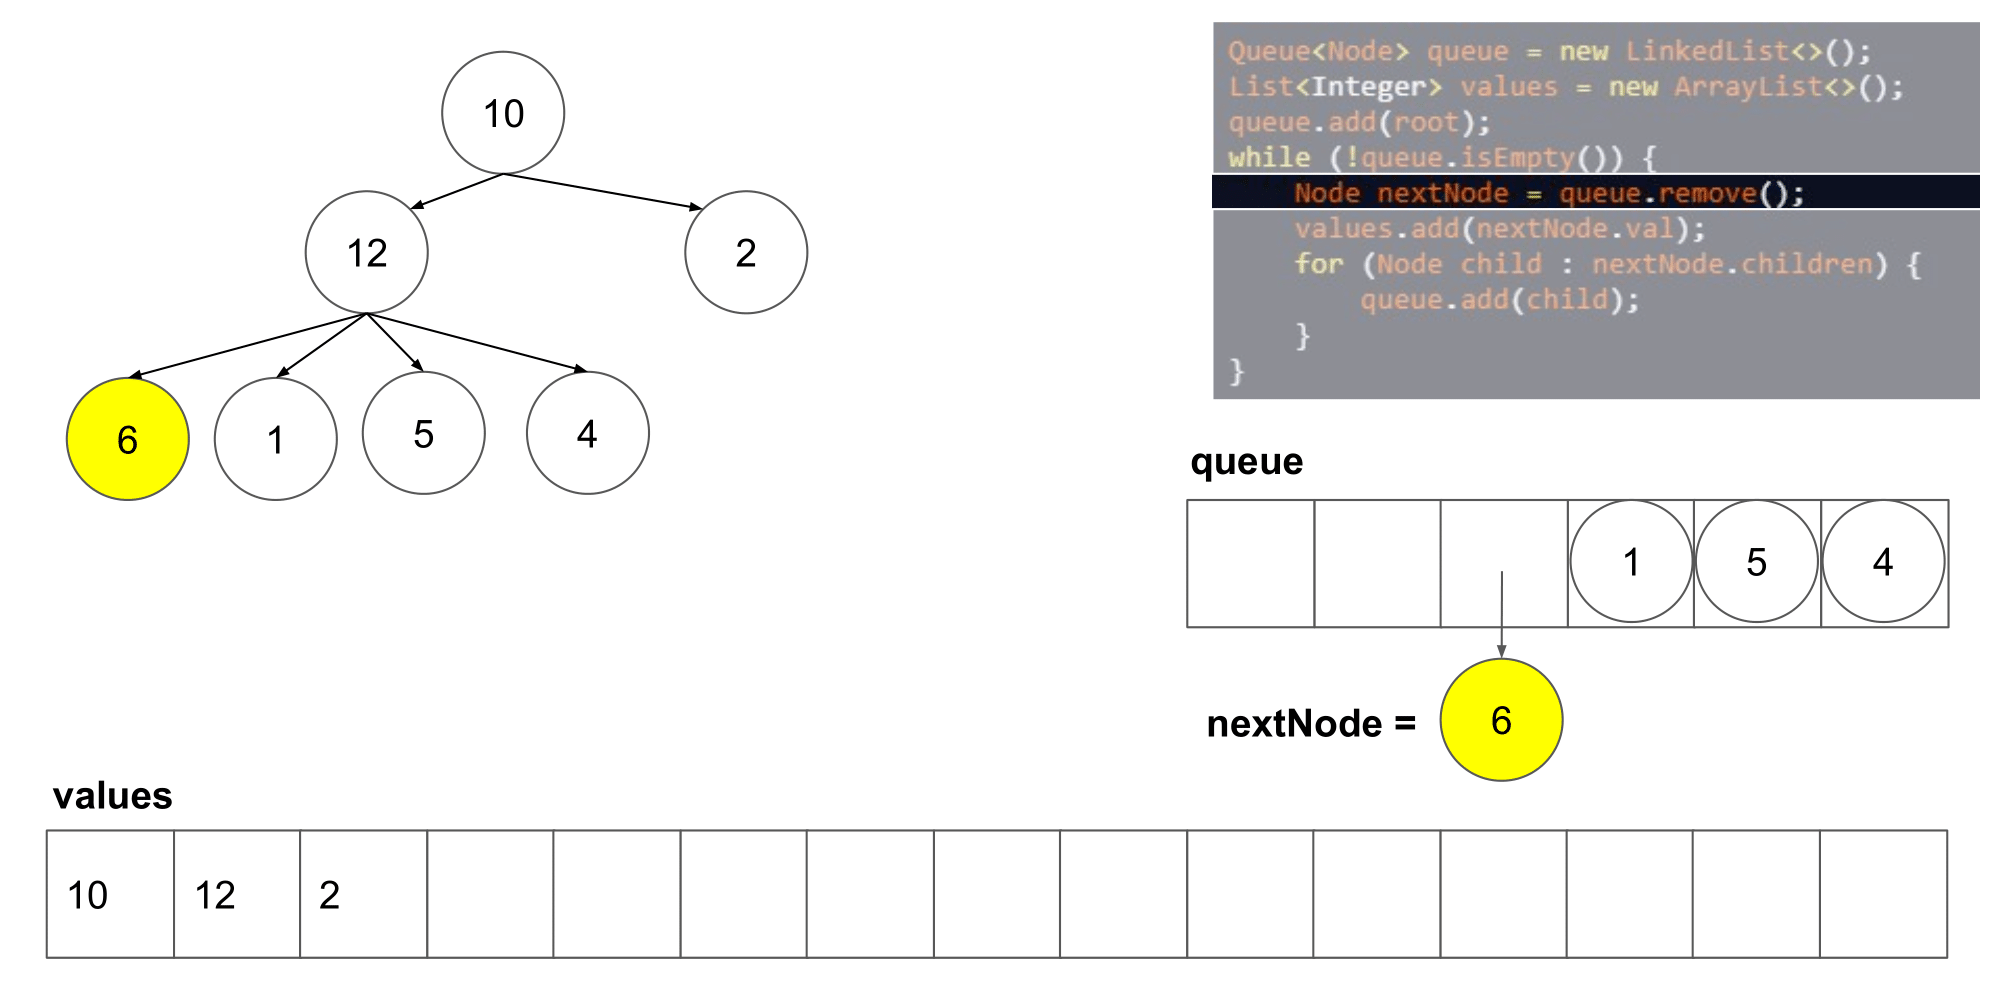 10
12
2
6
1
5
4
Queue<Node> queue = new LinkedList<>();
List<Integer> values = new ArrayList<>();
queue.add(root);
while (!queue.isEmpty()) {
    Node nextNode = queue.remove();
    values.add(nextNode.val);
    for (Node child : nextNode.children) {
        queue.add(child);
    }
}
queue
1 5 4
nextNode = 6
values
10 12 2